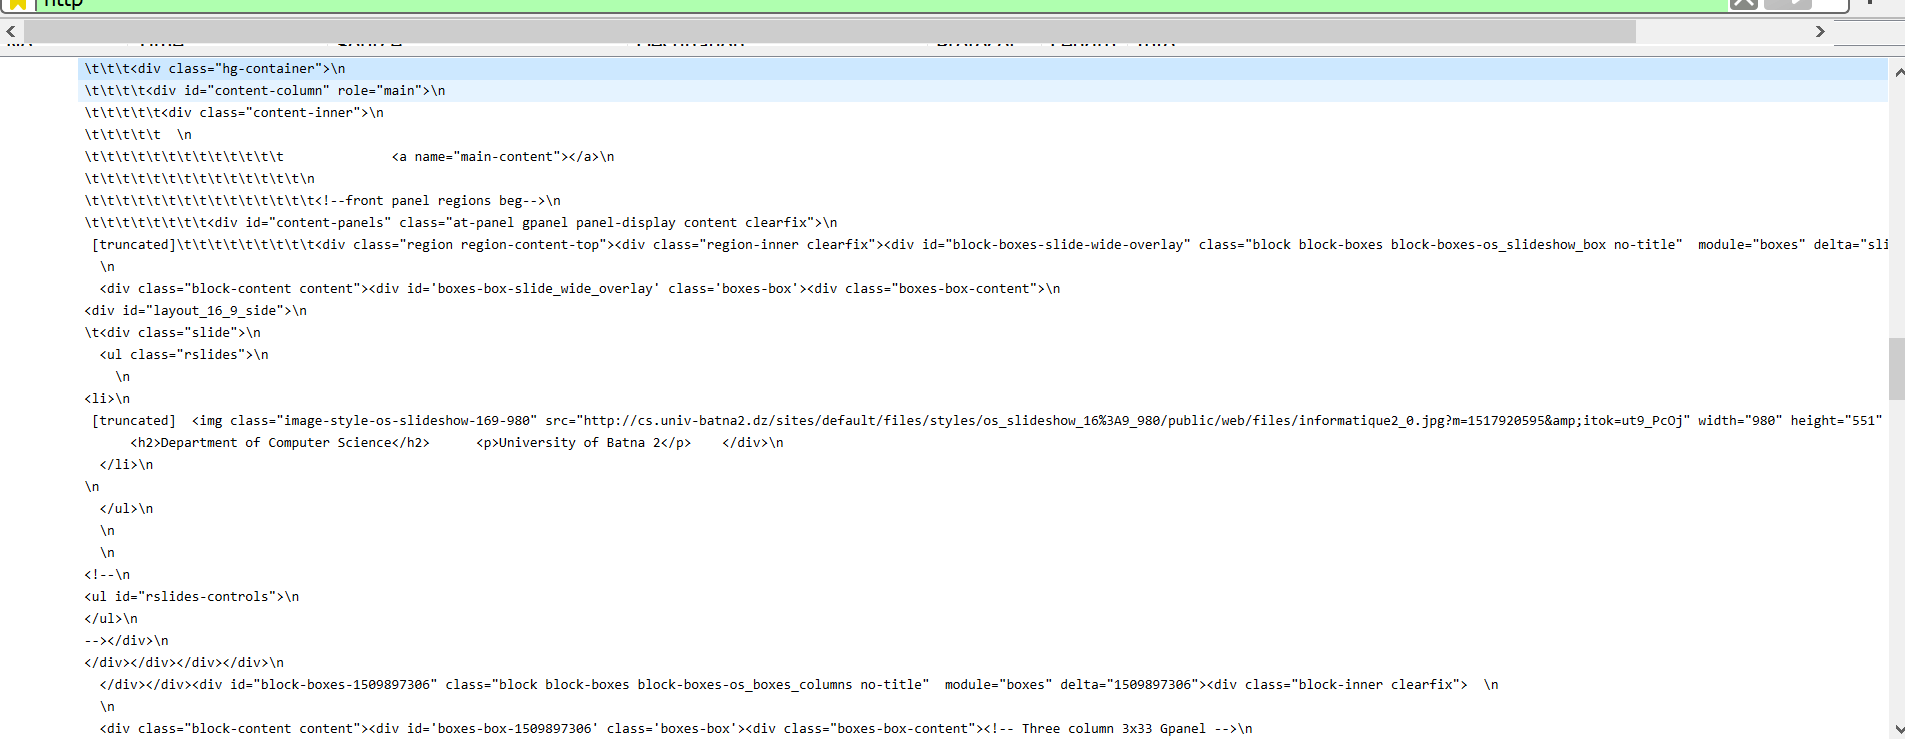 http
No. Time Source Destination Protocol Length Info
\t\t\t<div class="hg-container">\n
\t\t\t\t<div id="content-column" role="main">\n
\t\t\t\t\t<div class="content-inner">\n
\t\t\t\t\t  \n
\t\t\t\t\t\t\t\t\t\t\t\t\t              <a name="main-content"></a>\n
\t\t\t\t\t\t\t\t\t\t\t\t\t\t\n
\t\t\t\t\t\t\t\t\t\t\t\t\t\t\t<!--front panel regions beg-->\n
\t\t\t\t\t\t\t\t<div id="content-panels" class="at-panel gpanel panel-display content clearfix">\n
[truncated]\t\t\t\t\t\t\t\t\t<div class="region region-content-top"><div class="region-inner clearfix"><div id="block-boxes-slide-wide-overlay" class="block block-boxes block-boxes-os_slideshow_box no-title"  module="boxes" delta="sli
\n
<div class="block-content content"><div id='boxes-box-slide_wide_overlay' class='boxes-box'><div class="boxes-box-content">\n
<div id="layout_16_9_side">\n
\t<div class="slide">\n
<ul class="rslides">\n
\n
<li>\n
[truncated]  <img class="image-style-os-slideshow-169-980" src="http://cs.univ-batna2.dz/sites/default/files/styles/os_slideshow_16%3A9_980/public/web/files/informatique2_0.jpg?m=1517920595&amp;itok=ut9_PcOj" width="980" height="551"
<h2>Department of Computer Science</h2>      <p>University of Batna 2</p>    </div>\n
</li>\n
\n
</ul>\n
\n
\n
<!--\n
<ul id="rslides-controls">\n
</ul>\n
--></div>\n
</div></div></div></div>\n
</div></div><div id="block-boxes-1509897306" class="block block-boxes block-boxes-os_boxes_columns no-title"  module="boxes" delta="1509897306"><div class="block-inner clearfix">  \n
\n
<div class="block-content content"><div id='boxes-box-1509897306' class='boxes-box'><div class="boxes-box-content"><!-- Three column 3x33 Gpanel -->\n